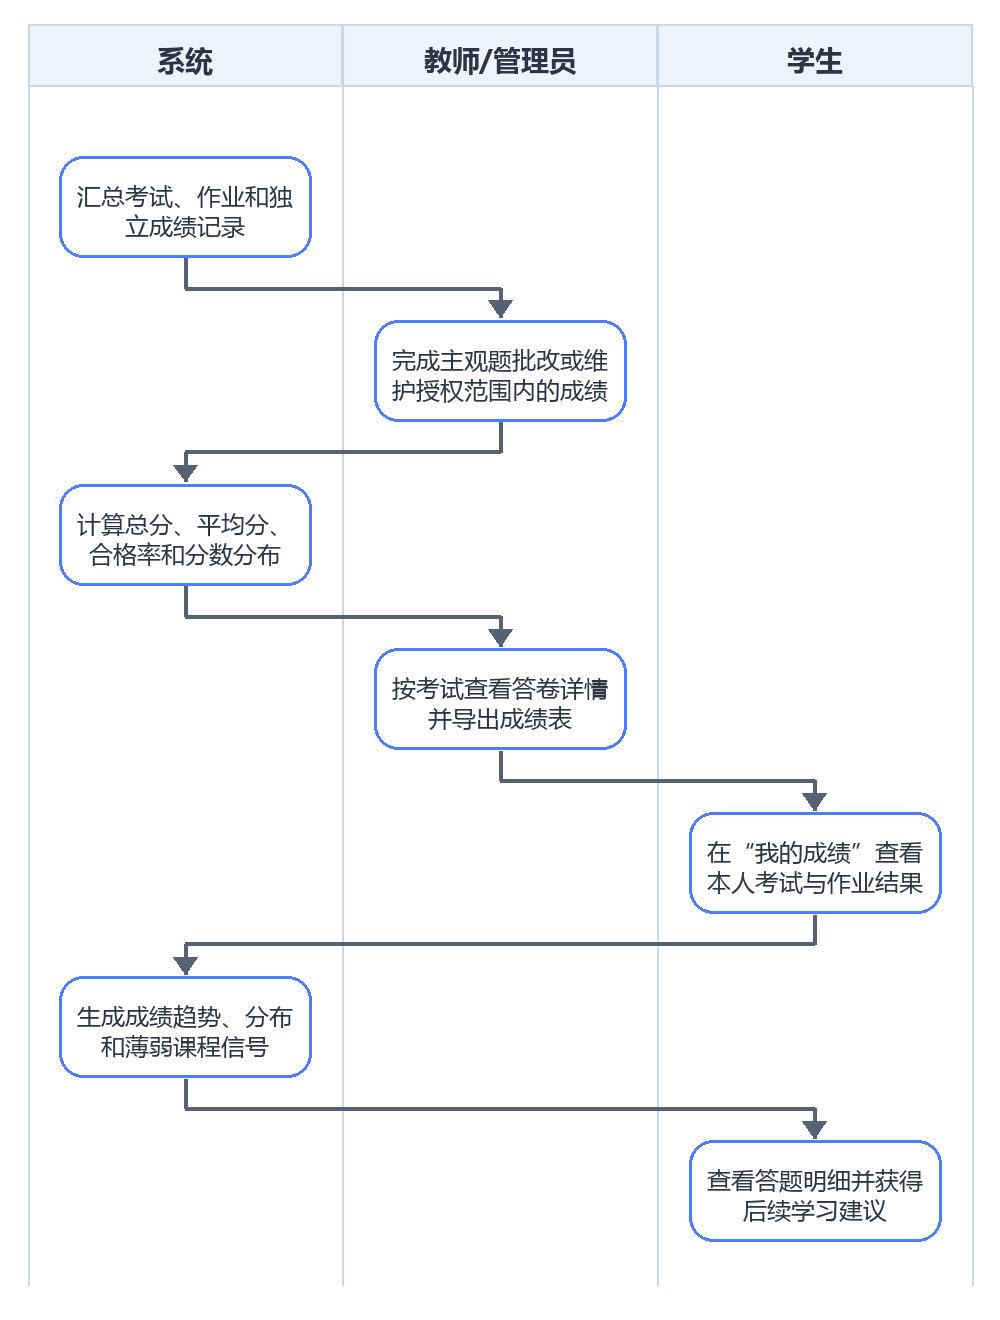 系统
教师/管理员
学生
汇总考试、作业和独
立成绩记录
完成主观题批改或维
护授权范围内的成绩
计算总分、平均分、
合格率和分数分布
按考试查看答卷详情
并导出成绩表
在“我的成绩”查看
本人考试与作业结果
生成成绩趋势、分布
和薄弱课程信号
查看答题明细并获得
后续学习建议